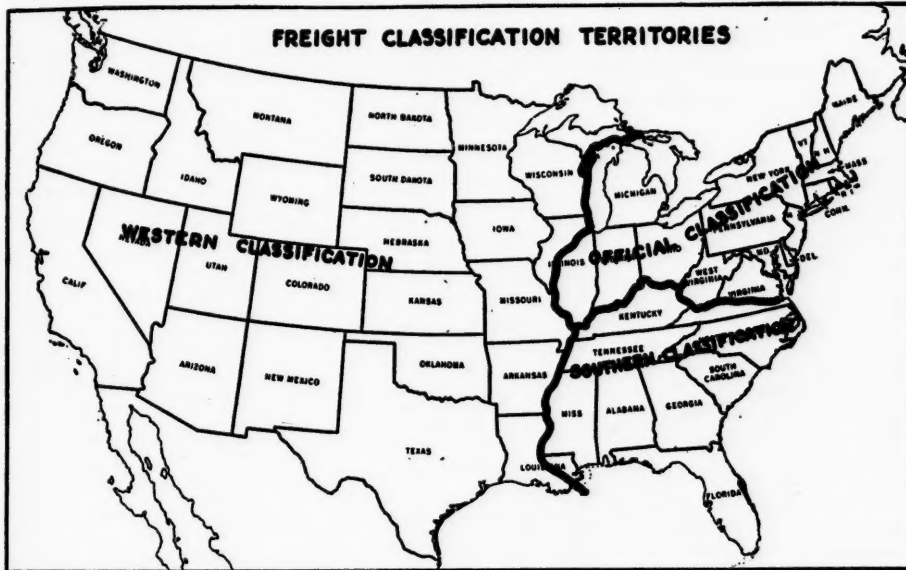 FREIGHT CLASSIFICATION TERRITORIES
WASHINGTON
MONTANA
NORTH DAKOTA
MINNESOTA
MAINE
OREGON
IDAHO
WYOMING
SOUTH DAKOTA
WISCONSIN
MICHIGAN
NEW YORK
VT
N H
MASS
CONN.
WESTERN CLASSIFICATION
OFFICIAL CLASSIFICATION
NEBRASKA
IOWA
PENNSYLVANIA
CALIF
UTAH
COLORADO
KANSAS
MISSOURI
ILLINOIS
WEST
VIRGINIA
MD
DEL
VIRGINIA
KENTUCKY
ARIZONA
NEW MEXICO
OKLAHOMA
ARKANSAS
TENNESSEE
SOUTHERN CLASSIFICATION
SOUTH
CAROLINA
TEXAS
LOUISIANA
MISS
ALABAMA
GEORGIA
FLORIDA